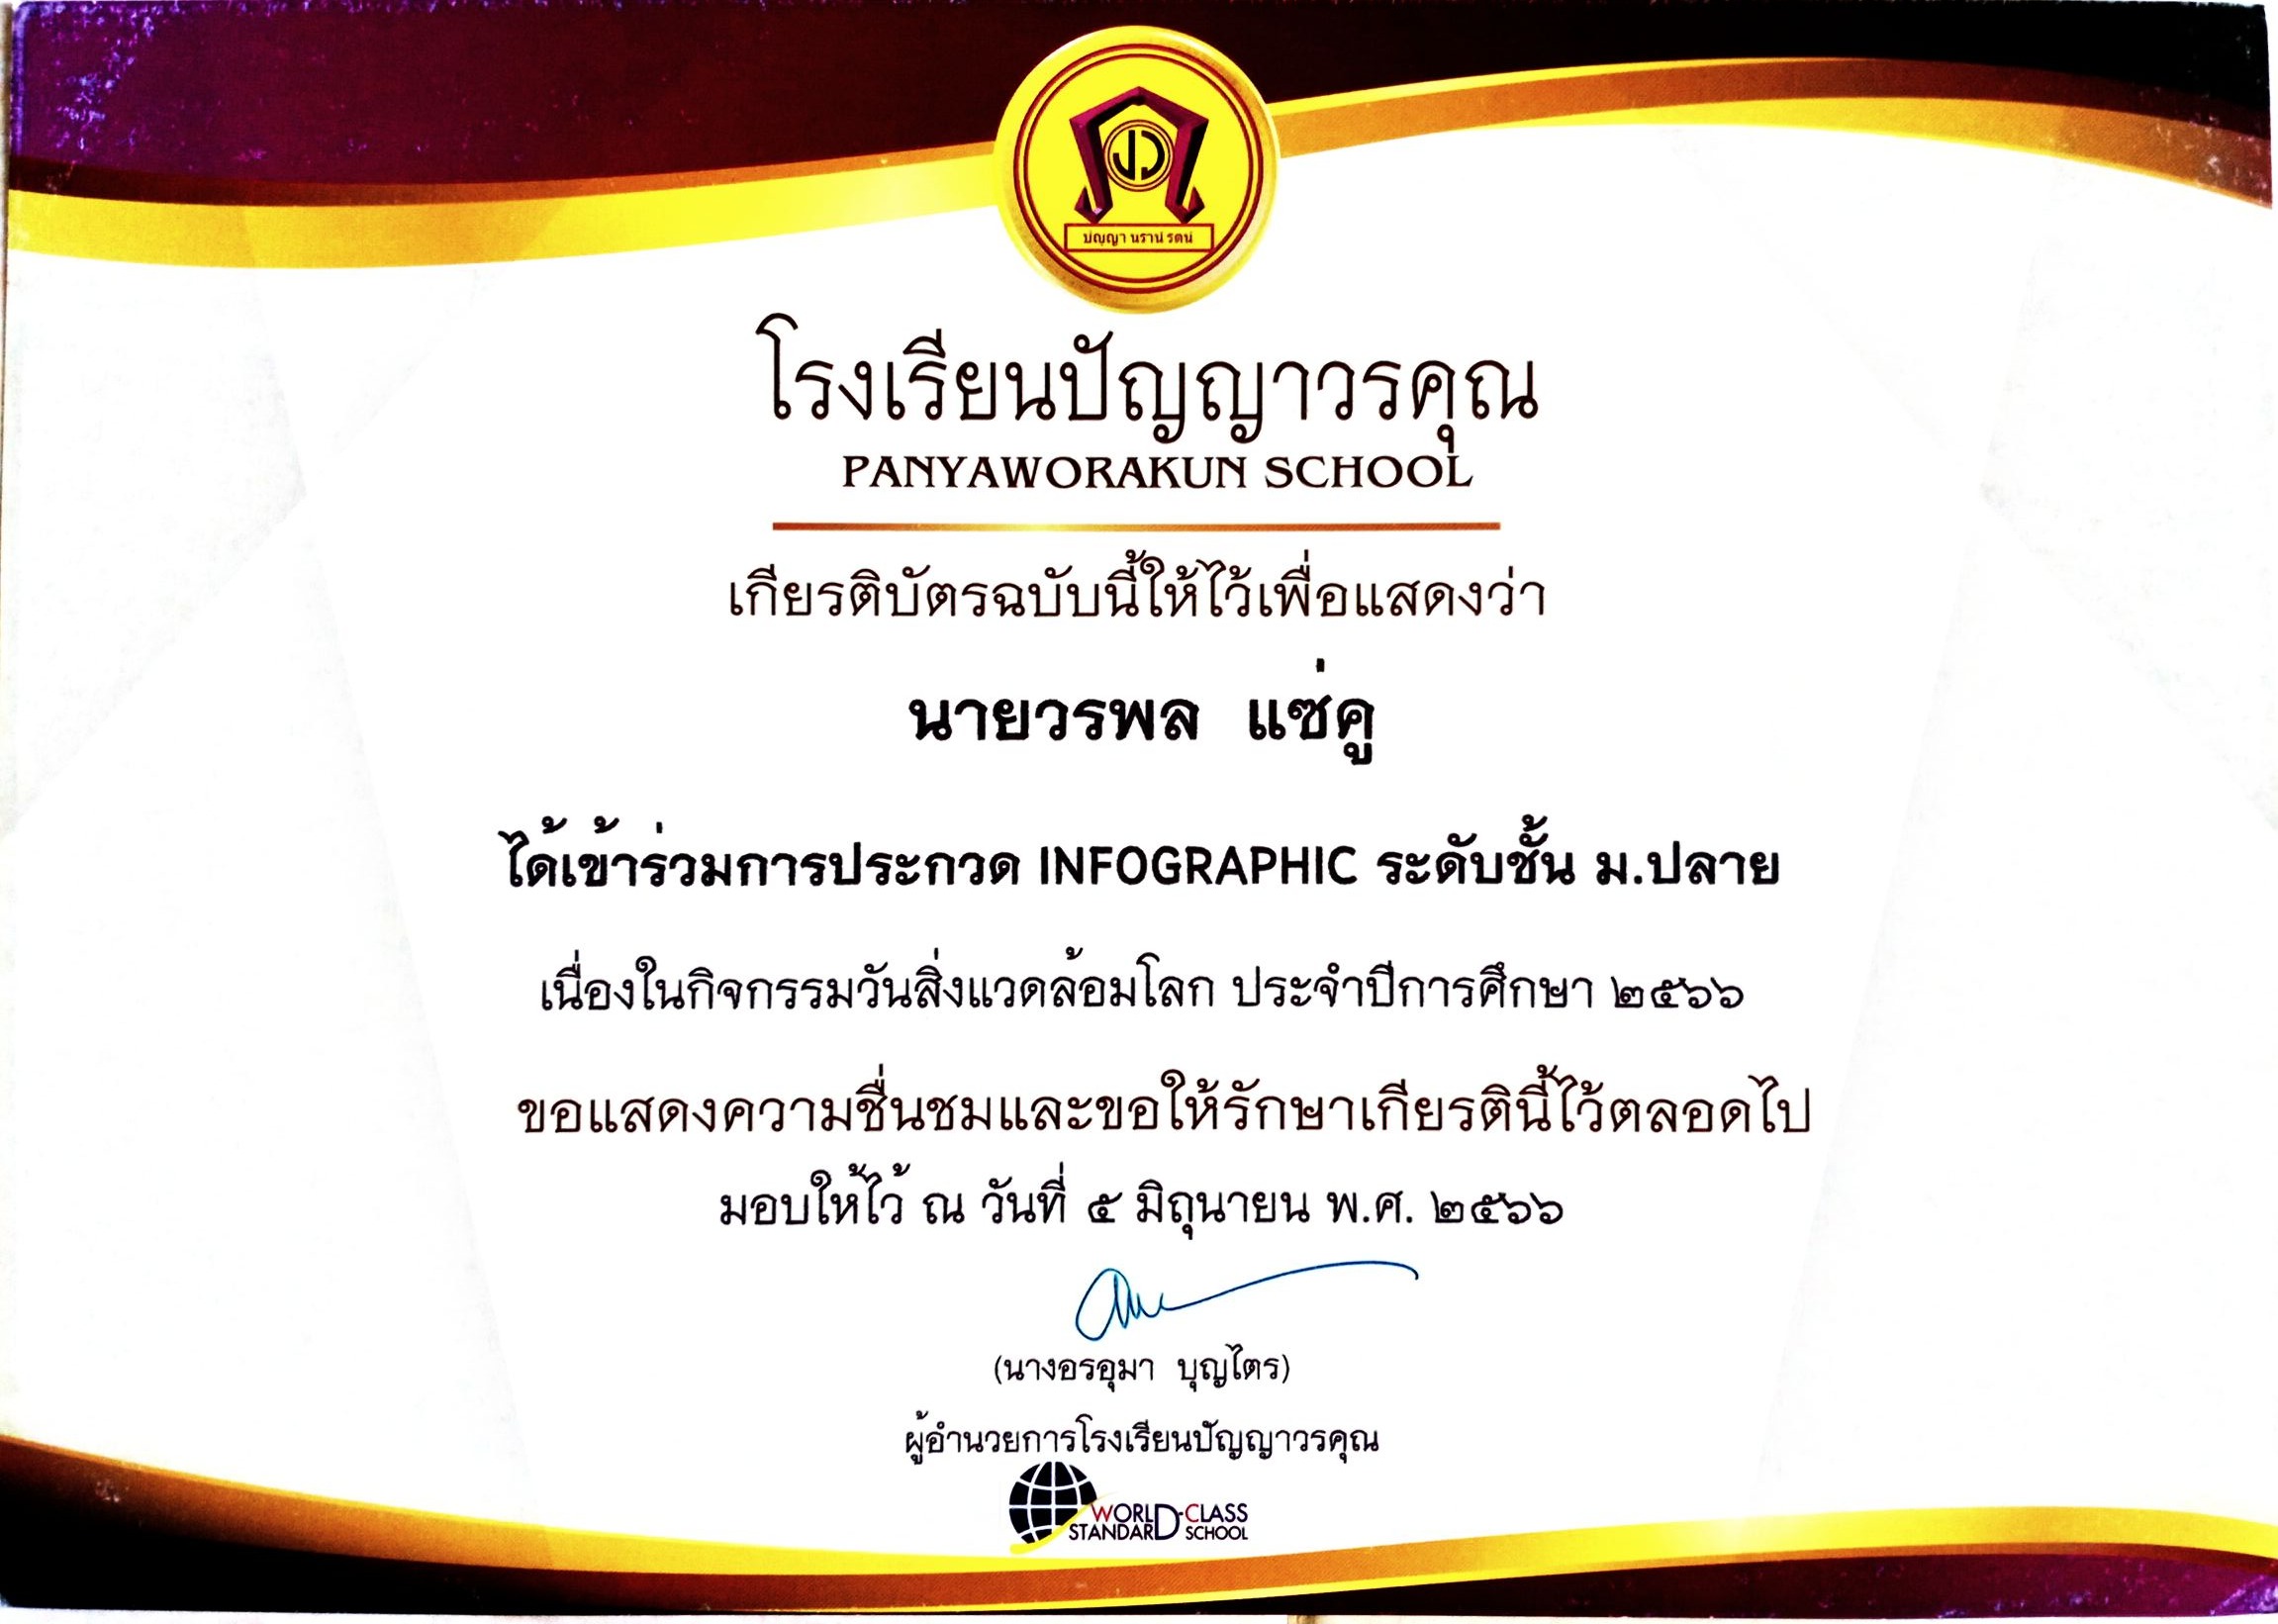 ปญฺญา นรานํ รตนํ
โรงเรียนปัญญาวรคุณ
PANYAWORAKUN SCHOOL
เกียรติบัตรฉบับนี้ให้ไว้เพื่อแสดงว่า
นายวรพล แซ่คู
ได้เข้าร่วมการประกวด INFOGRAPHIC ระดับชั้น ม.ปลาย
เนื่องในกิจกรรมวันสิ่งแวดล้อมโลก ประจำปีการศึกษา ๒๕๖๖
ขอแสดงความชื่นชมและขอให้รักษาเกียรตินี้ไว้ตลอดไป
มอบให้ไว้ ณ วันที่ ๕ มิถุนายน พ.ศ. ๒๕๖๖
(นางอรอุมา บุญไตร)
ผู้อำนวยการโรงเรียนปัญญาวรคุณ
WORLD-CLASS
STANDARD SCHOOL